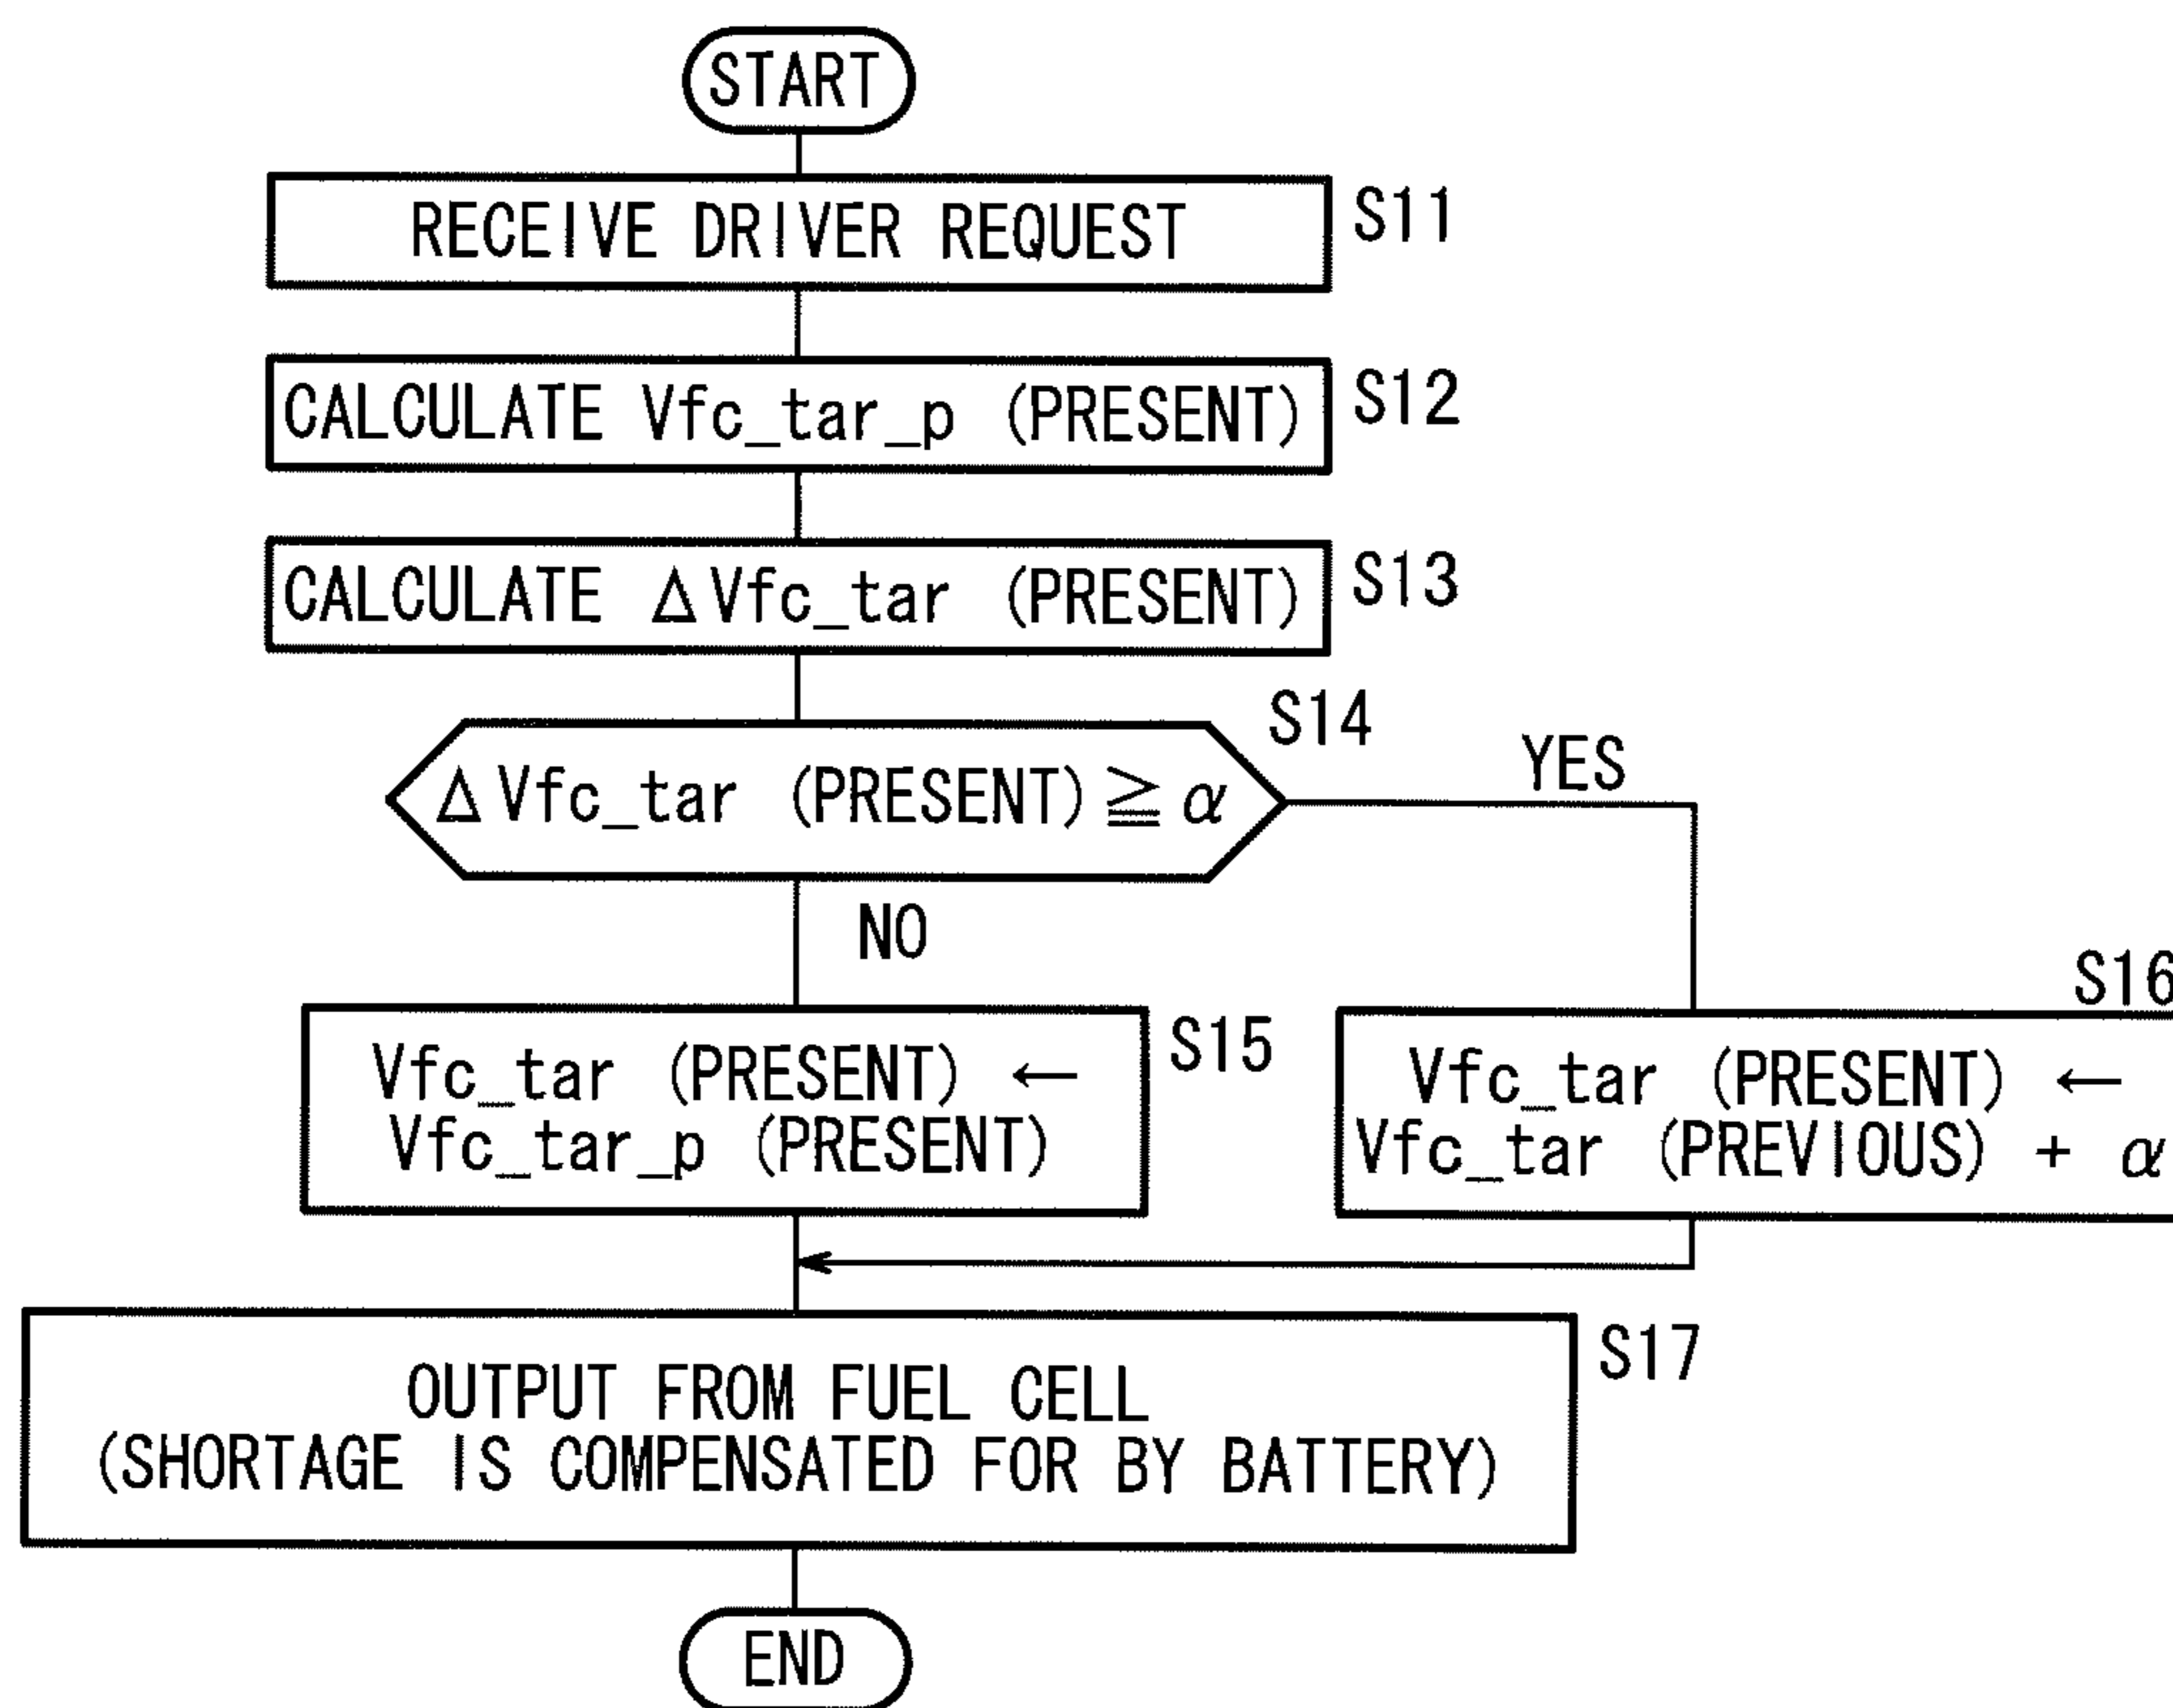 START
RECEIVE DRIVER REQUEST
S11
CALCULATE Vfc_tar_p (PRESENT)
S12
CALCULATE ΔVfc_tar (PRESENT)
S13
S14
ΔVfc_tar (PRESENT) ≧ α
YES
NO
S15
Vfc_tar (PRESENT) ←
Vfc_tar_p (PRESENT)
S16
Vfc_tar (PRESENT) ←
Vfc_tar (PREVIOUS) + α
S17
OUTPUT FROM FUEL CELL
(SHORTAGE IS COMPENSATED FOR BY BATTERY)
END